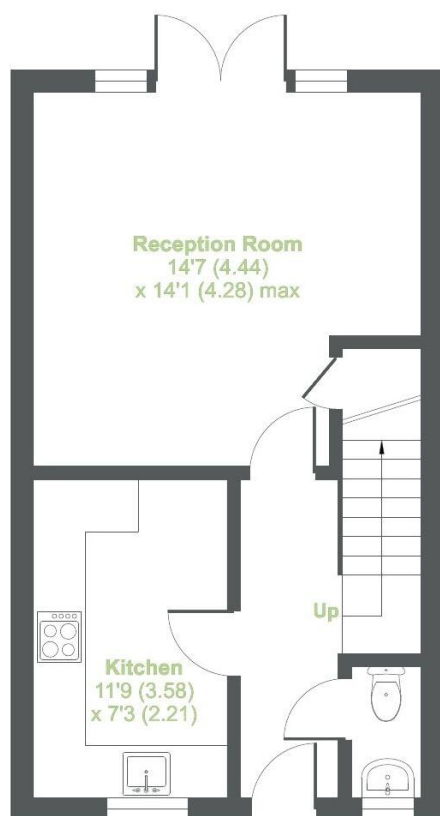 Reception Room
14'7 (4.44)
x 14'1 (4.28) max
Up
Kitchen
11'9 (3.58)
x 7'3 (2.21)